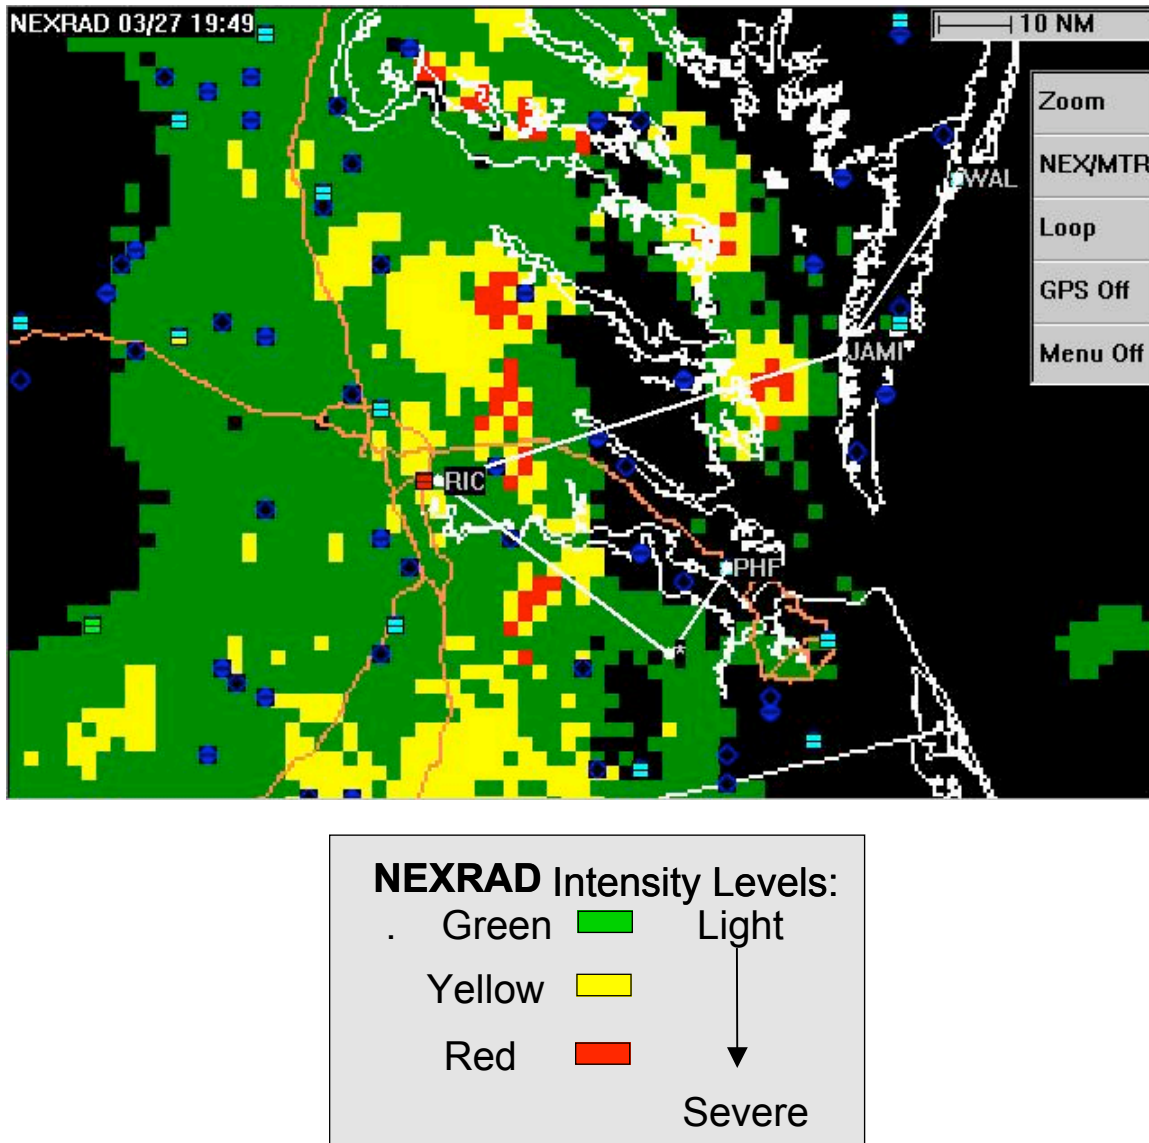 NEXRAD 03/27 19:49
10 NM
Zoom
NEX/MTR
WAL
Loop
GPS Off
JAMI
Menu Off
RIC
PHF
*
NEXRAD Intensity Levels:
. Green Light
Yellow
Red
Severe